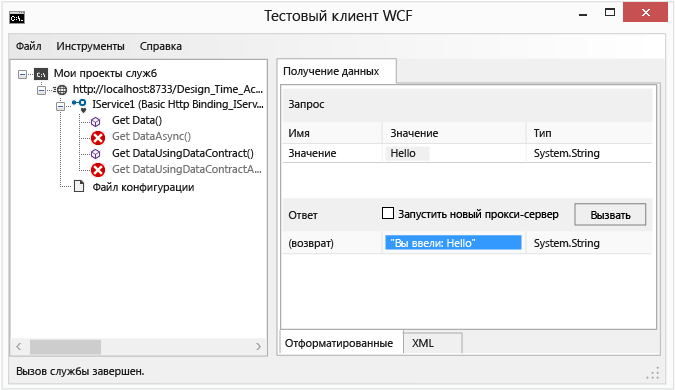 Тестовый клиент WCF
Файл Инструменты Справка
Мои проекты служб
http://localhost:8733/Design_Time_Ac...
IService1 (Basic Http Binding_IServ...
Get Data()
Get DataAsync()
Get DataUsingDataContract()
Get DataUsingDataContractA...
Файл конфигурации
Получение данных
Запрос
Имя Значение Тип
Значение Hello System.String
Ответ Запустить новый прокси-сервер Вызвать
(возврат) "Вы ввели: Hello" System.String
Отформатированные XML
Вызов службы завершен.